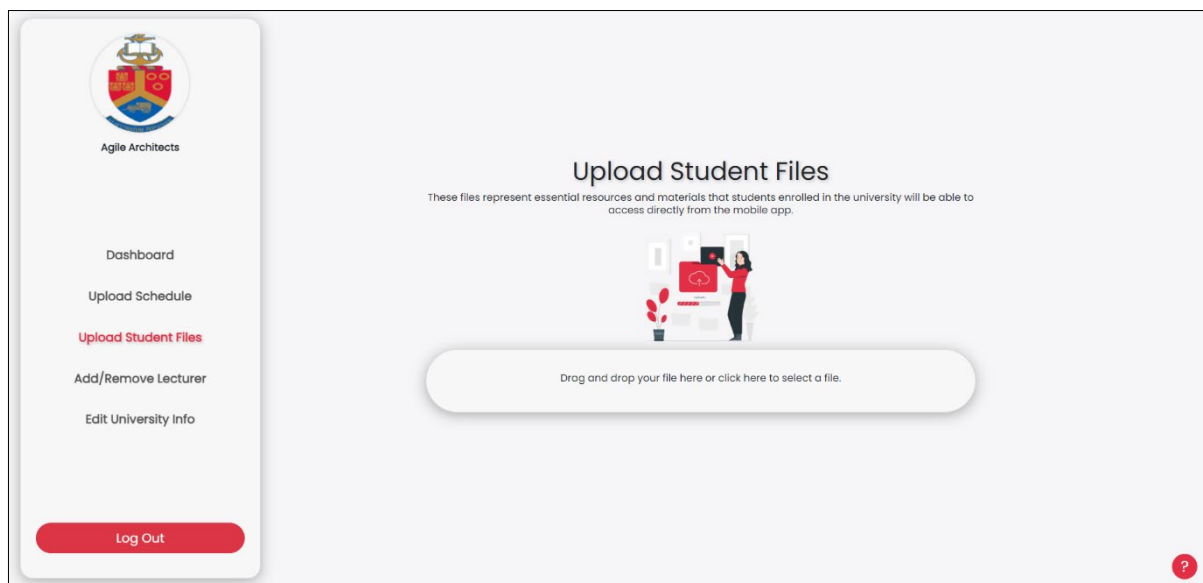 Agile Architects
Dashboard
Upload Schedule
Upload Student Files
Add/Remove Lecturer
Edit University Info
Log Out
Upload Student Files
These files represent essential resources and materials that students enrolled in the university will be able to
access directly from the mobile app.
Drag and drop your file here or click here to select a file.
?